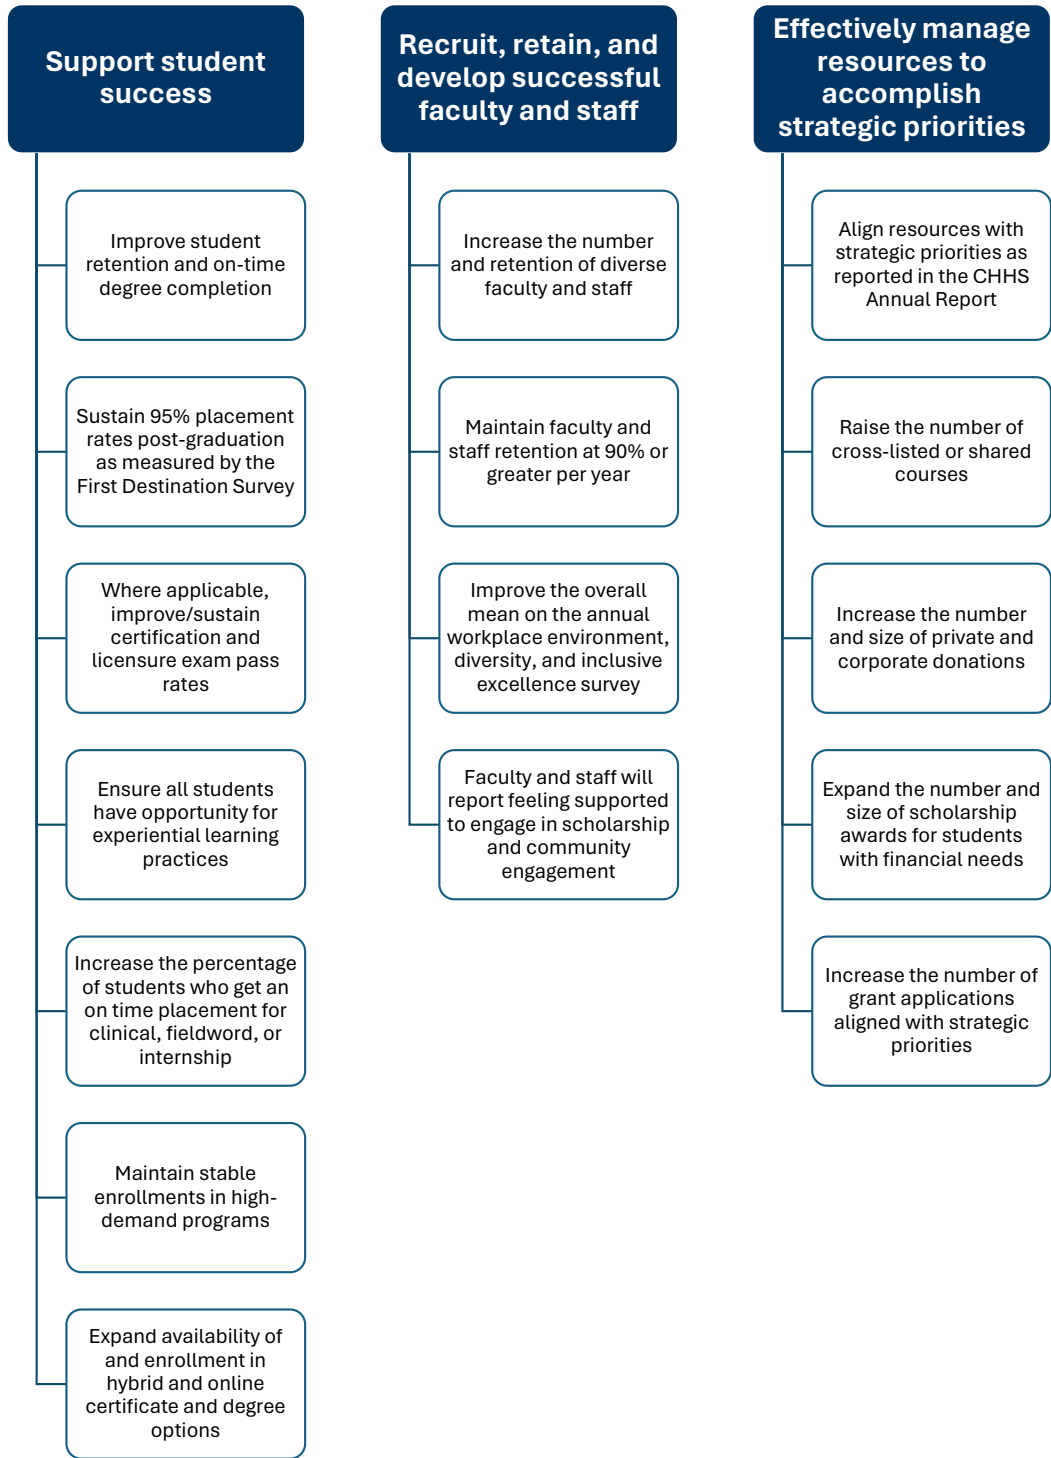 Support student
success
Improve student
retention and on-time
degree completion
Sustain 95% placement
rates post-graduation
as measured by the
First Destination Survey
Where applicable,
improve/sustain
certification and
licensure exam pass
rates
Ensure all students
have opportunity for
experiential learning
practices
Increase the percentage
of students who get an
on time placement for
clinical, fieldword, or
internship
Maintain stable
enrollments in high-
demand programs
Expand availability of
and enrollment in
hybrid and online
certificate and degree
options
Recruit, retain, and
develop successful
faculty and staff
Increase the number
and retention of diverse
faculty and staff
Maintain faculty and
staff retention at 90% or
greater per year
Improve the overall
mean on the annual
workplace environment,
diversity, and inclusive
excellence survey
Faculty and staff will
report feeling supported
to engage in scholarship
and community
engagement
Effectively manage
resources to
accomplish
strategic priorities
Align resources with
strategic priorities as
reported in the CHHS
Annual Report
Raise the number of
cross-listed or shared
courses
Increase the number
and size of private and
corporate donations
Expand the number and
size of scholarship
awards for students
with financial needs
Increase the number of
grant applications
aligned with strategic
priorities